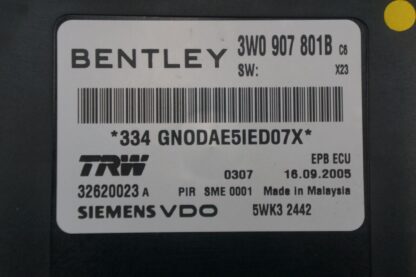 BENTLEY 3W0 907 801B C6
SW: X23
*334 GNODAE5IED07X*
TRW EPB ECU
0307 16.09.2005
32620023 A PIR SME 0001 Made in Malaysia
SIEMENS VDO 5WK3 2442